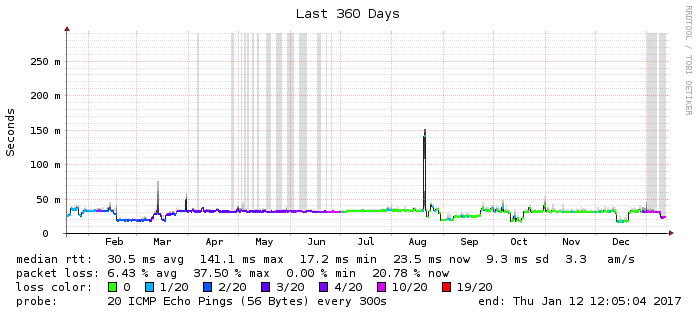 Last 360 Days
RRDTOOL / TOBI OETIKER
Seconds
250 m
200 m
150 m
100 m
50 m
0
Feb Mar Apr May Jun Jul Aug Sep Oct Nov Dec
median rtt: 30.5 ms avg 141.1 ms max 17.2 ms min 23.5 ms now 9.3 ms sd 3.3 am/s
packet loss: 6.43 % avg 37.50 % max 0.00 % min 20.78 % now
loss color: 0 1/20 2/20 3/20 4/20 10/20 19/20
probe: 20 ICMP Echo Pings (56 Bytes) every 300s end: Thu Jan 12 12:05:04 2017